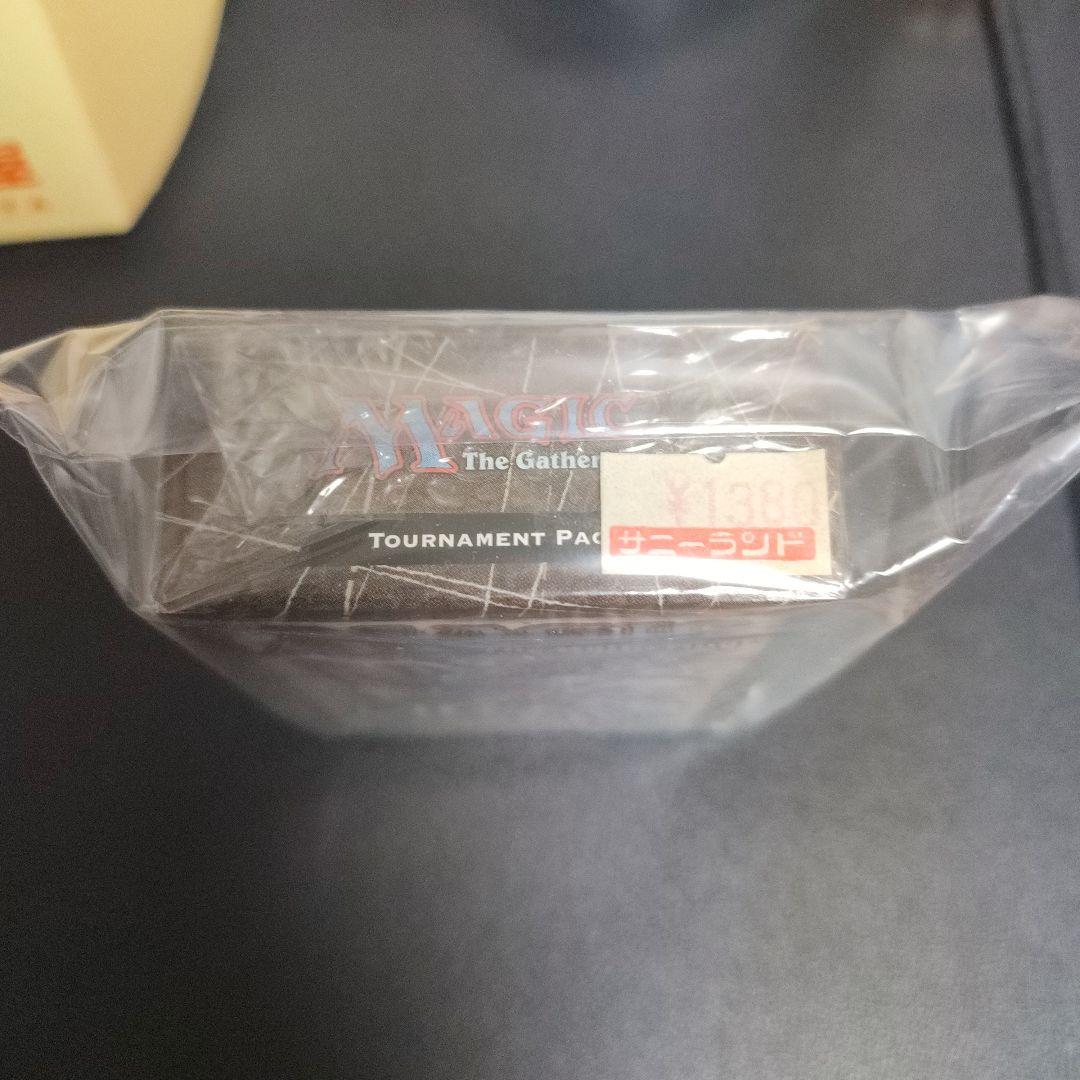 MAGIC
The Gather
¥1380
TOURNAMENT PAC
サニーランド